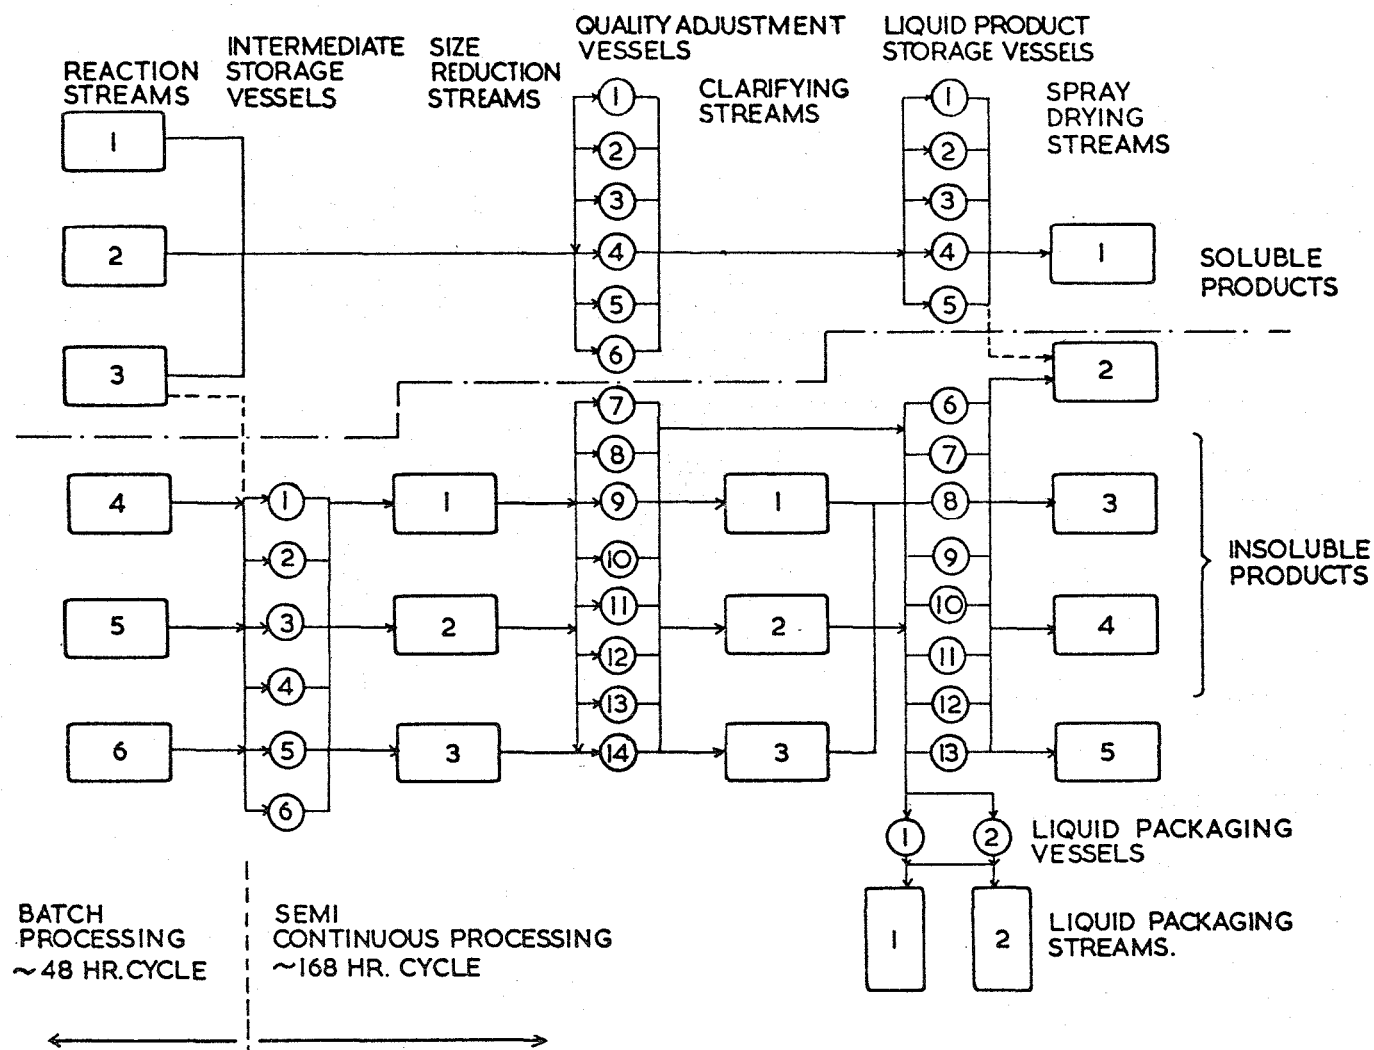 REACTION
STREAMS
INTERMEDIATE
STORAGE
VESSELS
SIZE
REDUCTION
STREAMS
QUALITY ADJUSTMENT
VESSELS
CLARIFYING
STREAMS
LIQUID PRODUCT
STORAGE VESSELS
SPRAY
DRYING
STREAMS
1
2
3
4
5
6
1
2
3
4
5
6
1
2
3
1
2
3
4
5
6
7
8
9
10
11
12
13
14
1
2
3
1
2
3
4
5
6
7
8
9
10
11
12
13
1
2
3
4
5
SOLUBLE
PRODUCTS
INSOLUBLE
PRODUCTS
1
2
LIQUID PACKAGING
VESSELS
1
2
LIQUID PACKAGING
STREAMS.
BATCH
PROCESSING
~48 HR.CYCLE
SEMI
CONTINUOUS PROCESSING
~168 HR. CYCLE